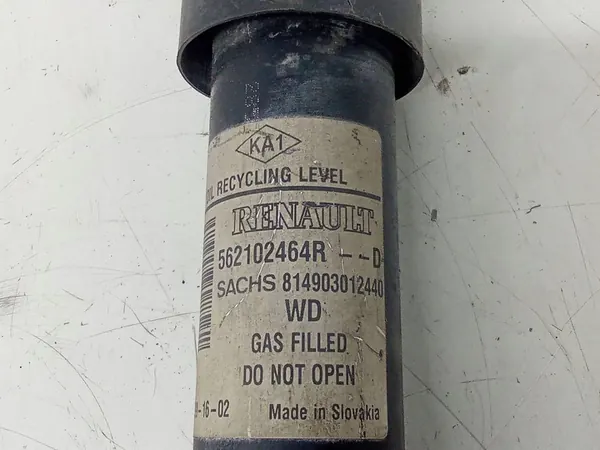 KA1
RECYCLING LEVEL
RENAULT
562102464R --D
SACHS 814903012440
WD
GAS FILLED
DO NOT OPEN
-16-02 Made in Slovakia